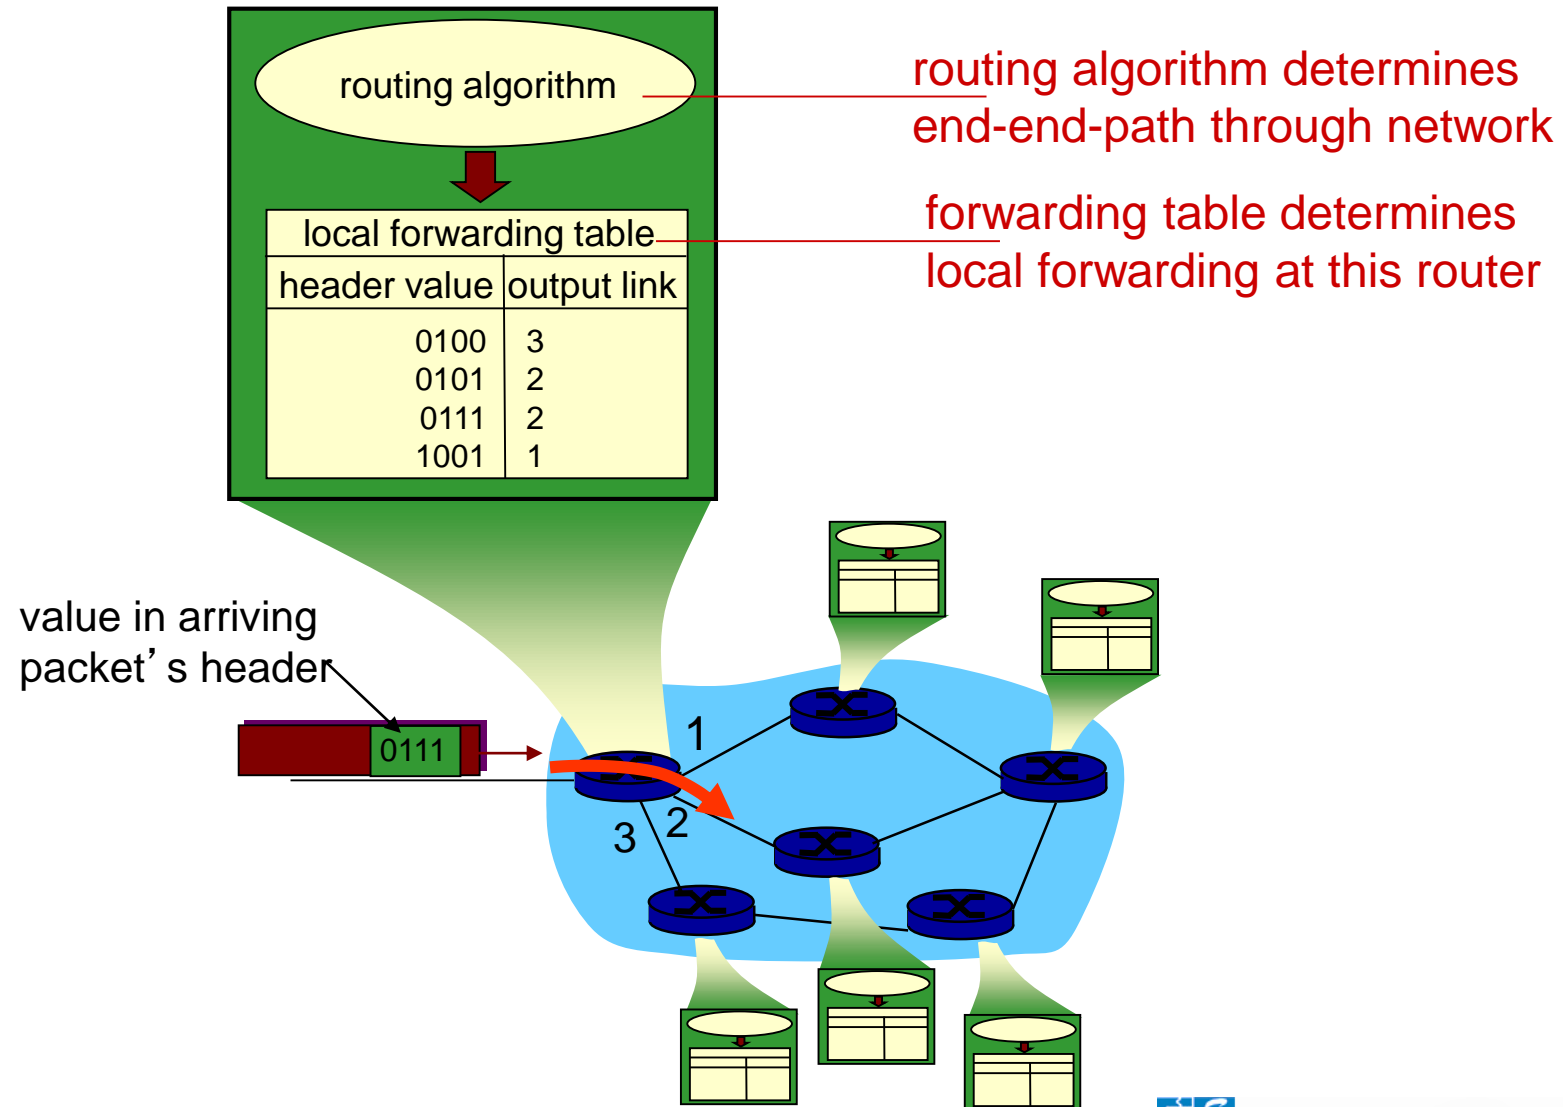 routing algorithm
routing algorithm determines
end-end-path through network
local forwarding table
forwarding table determines
local forwarding at this router
header value output link
0100 3
0101 2
0111 2
1001 1
value in arriving
packet’s header
0111
1
2
3